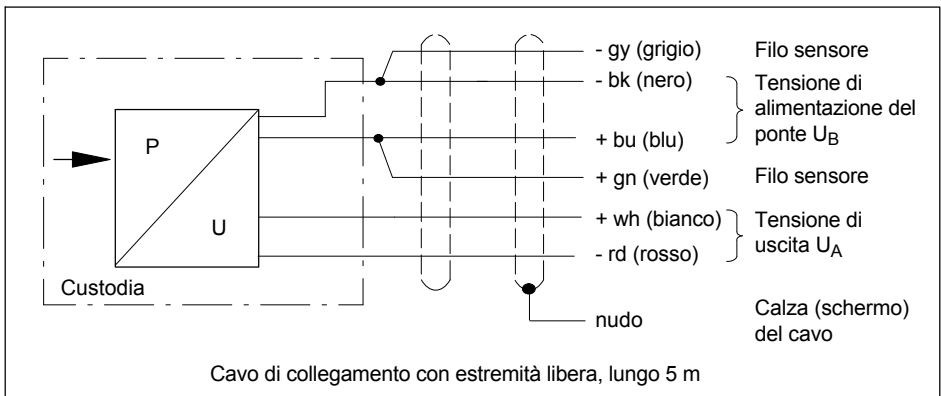 - gy (grigio) Filo sensore
- bk (nero) Tensione di
alimentazione del
ponte UB
+ bu (blu)
+ gn (verde) Filo sensore
+ wh (bianco) Tensione di
uscita UA
- rd (rosso)
P
U
Custodia
nudo Calza (schermo)
del cavo
Cavo di collegamento con estremità libera, lungo 5 m